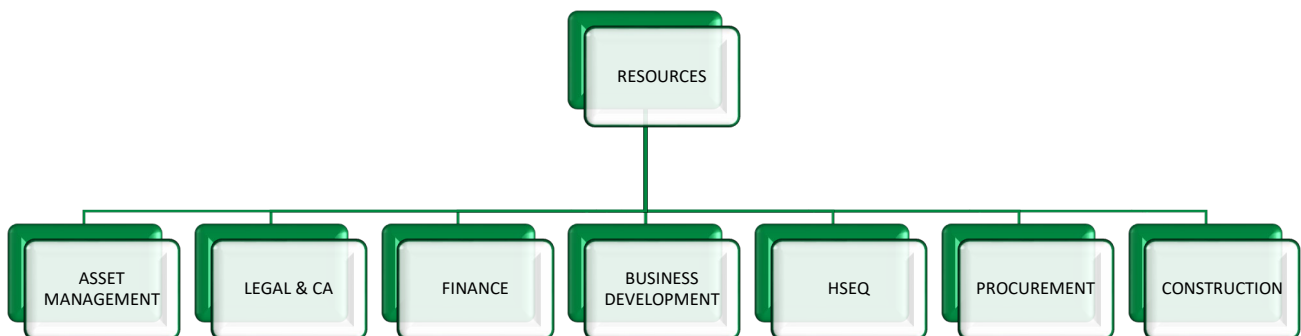 RESOURCES
ASSET
MANAGEMENT
LEGAL & CA
FINANCE
BUSINESS
DEVELOPMENT
HSEQ
PROCUREMENT
CONSTRUCTION